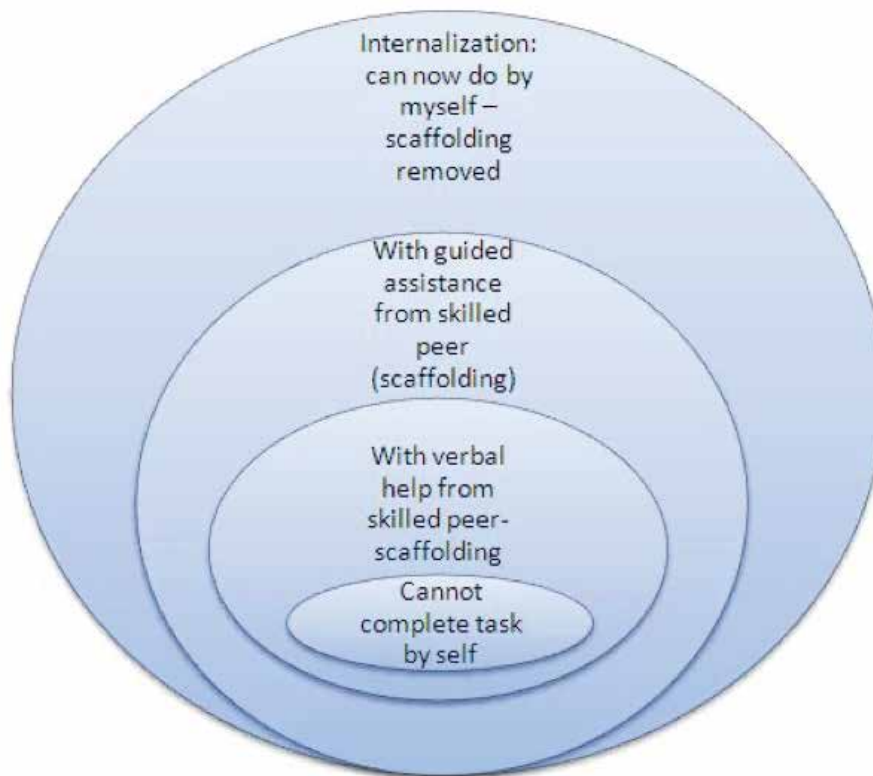 Internalization:
can now do by
myself –
scaffolding
removed
With guided
assistance
from skilled
peer
(scaffolding)
With verbal
help from
skilled peer-
scaffolding
Cannot
complete task
by self